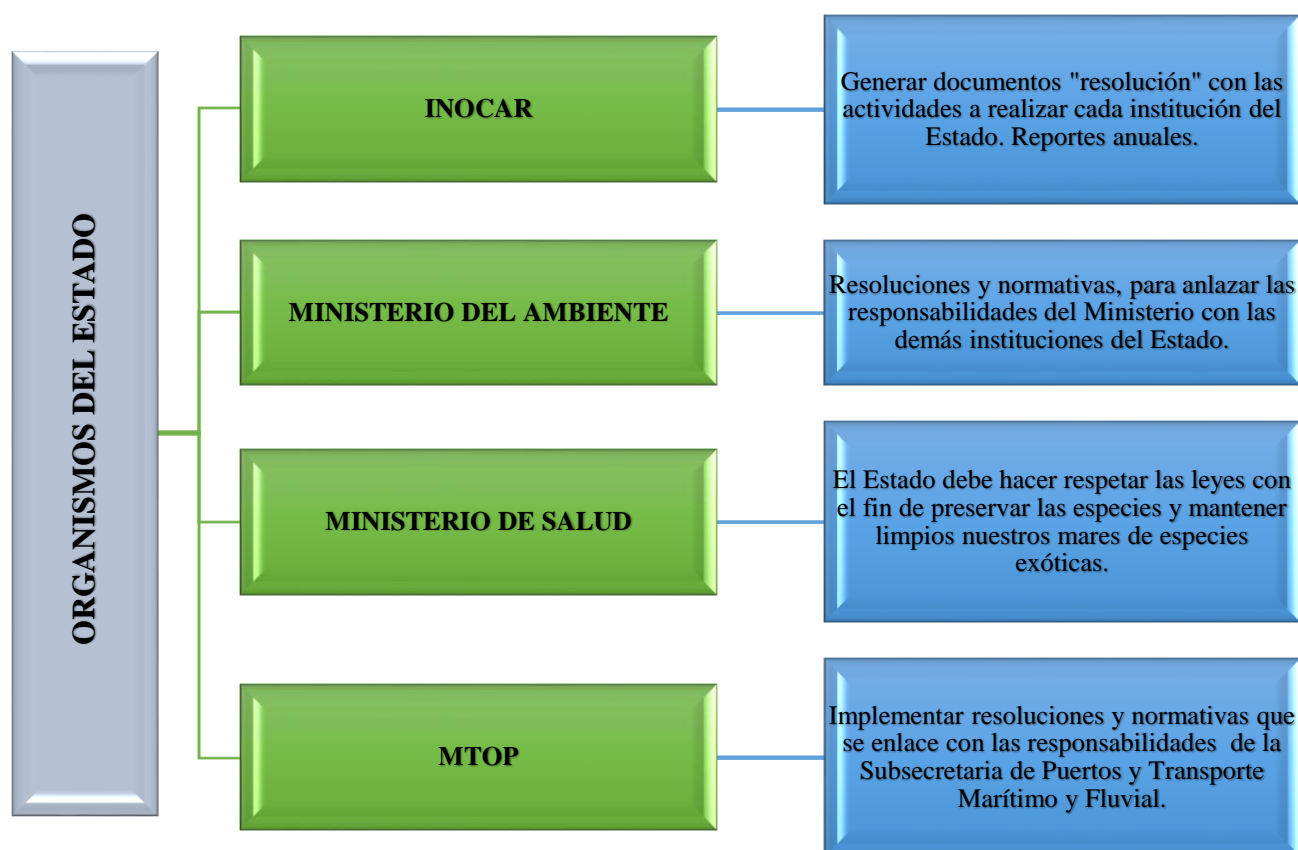 ORGANISMOS DEL ESTADO
INOCAR
Generar documentos "resolución" con las
actividades a realizar cada institución del
Estado. Reportes anuales.
MINISTERIO DEL AMBIENTE
Resoluciones y normativas, para anlazar las
responsabilidades del Ministerio con las
demás instituciones del Estado.
MINISTERIO DE SALUD
El Estado debe hacer respetar las leyes con
el fin de preservar las especies y mantener
limpios nuestros mares de especies
exóticas.
MTOP
Implementar resoluciones y normativas que
se enlace con las responsabilidades de la
Subsecretaria de Puertos y Transporte
Marítimo y Fluvial.